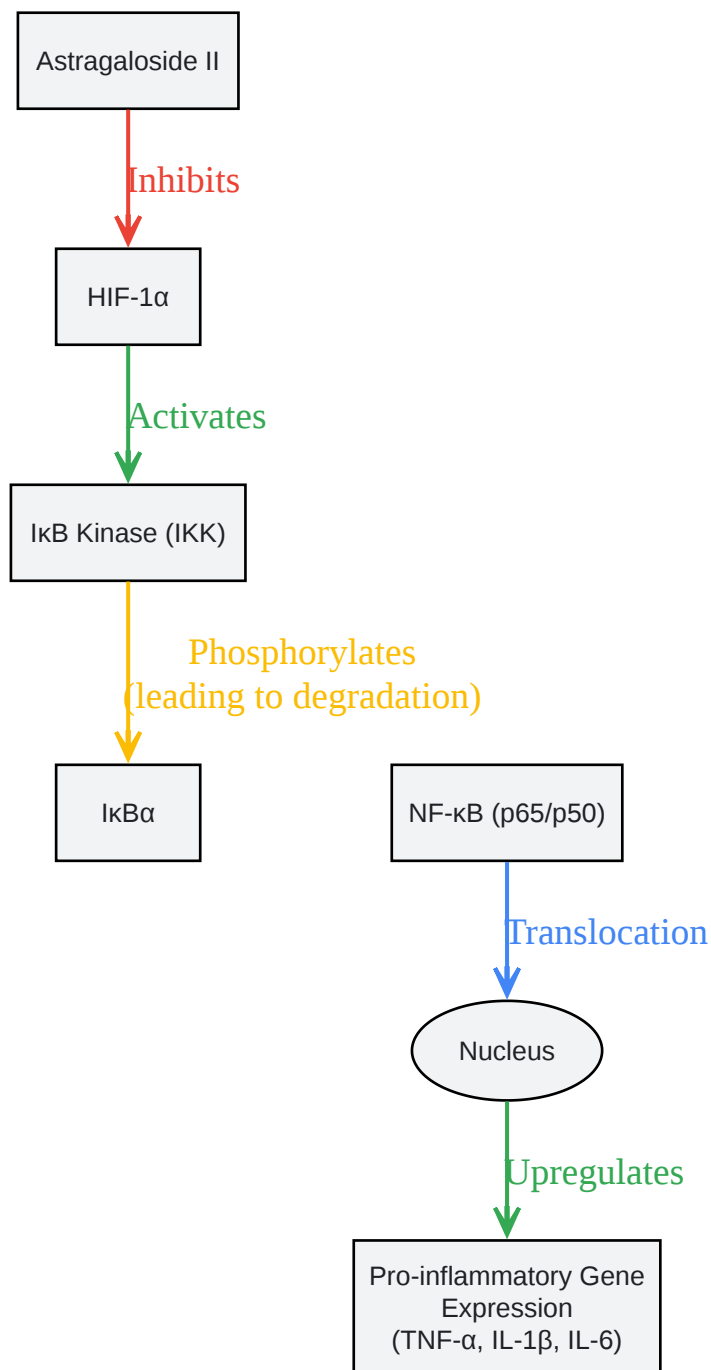 Astragaloside II
Inhibits
HIF-1α
Activates
IκB Kinase (IKK)
Phosphorylates
(leading to degradation)
IκBα
NF-κB (p65/p50)
Translocation
Nucleus
Upregulates
Pro-inflammatory Gene
Expression
(TNF-α, IL-1β, IL-6)